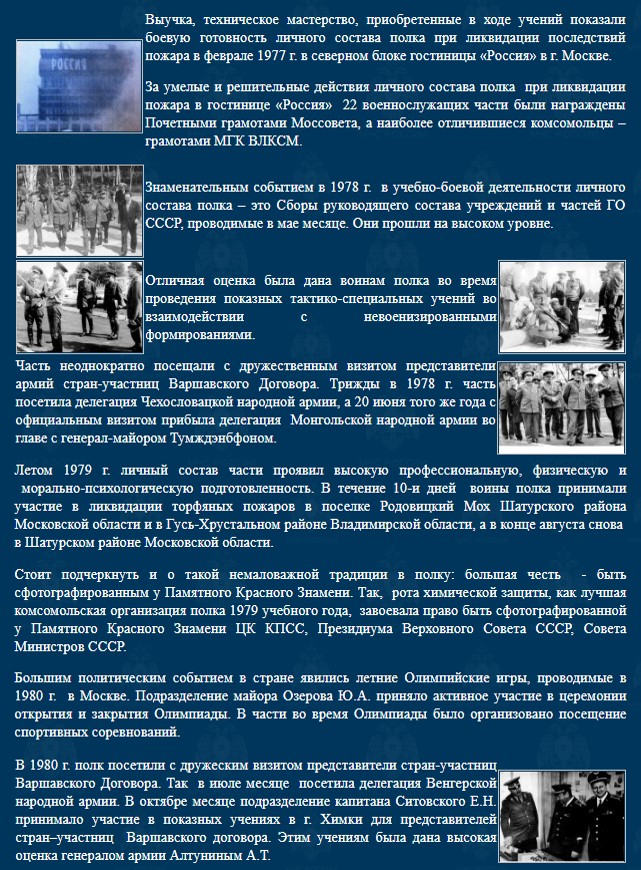 Выучка, техническое мастерство, приобретенные в ходе учений показали
боевую готовность личного состава полка при ликвидации последствий
пожара в феврале 1977 г. в северном блоке гостиницы «Россия» в г. Москве.
РОССИЯ
За умелые и решительные действия личного состава полка при ликвидации
пожара в гостинице «Россия» 22 военнослужащих части были награждены
Почетными грамотами Моссовета, а наиболее отличившиеся комсомольцы –
грамотами МГК ВЛКСМ.
Знаменательным событием в 1978 г. в учебно-боевой деятельности личного
состава полка – это Сборы руководящего состава учреждений и частей ГО
СССР, проводимые в мае месяце. Они прошли на высоком уровне.
Отличная оценка была дана воинам полка во время
проведения показных тактико-специальных учений во
взаимодействии с невоенизированными
формированиями.
Часть неоднократно посещали с дружественным визитом представители
армий стран-участниц Варшавского Договора. Трижды в 1978 г. часть
посетила делегация Чехословацкой народной армии, а 20 июня того же года с
официальным визитом прибыла делегация Монгольской народной армии во
главе с генерал-майором Тумждэнбфоном.
Летом 1979 г. личный состав части проявил высокую профессиональную, физическую и
морально-психологическую подготовленность. В течение 10-и дней воины полка принимали
участие в ликвидации торфяных пожаров в поселке Родовицкий Мох Шатурского района
Московской области и в Гусь-Хрустальном районе Владимирской области, а в конце августа снова
в Шатурском районе Московской области.
Стоит подчеркнуть и о такой немаловажной традиции в полку: большая честь - быть
сфотографированным у Памятного Красного Знамени. Так, рота химической защиты, как лучшая
комсомольская организация полка 1979 учебного года, завоевала право быть сфотографированной
у Памятного Красного Знамени ЦК КПСС, Президиума Верховного Совета СССР, Совета
Министров СССР.
Большим политическим событием в стране явились летние Олимпийские игры, проводимые в
1980 г. в Москве. Подразделение майора Озерова Ю.А. приняло активное участие в церемонии
открытия и закрытия Олимпиады. В части во время Олимпиады было организовано посещение
спортивных соревнований.
В 1980 г. полк посетили с дружеским визитом представители стран-участниц
Варшавского Договора. Так в июле месяце посетила делегация Венгерской
народной армии. В октябре месяце подразделение капитана Ситовского Е.Н.
принимало участие в показных учениях в г. Химки для представителей
стран–участниц Варшавского договора. Этим учениям была дана высокая
оценка генералом армии Алтуниным А.Т.